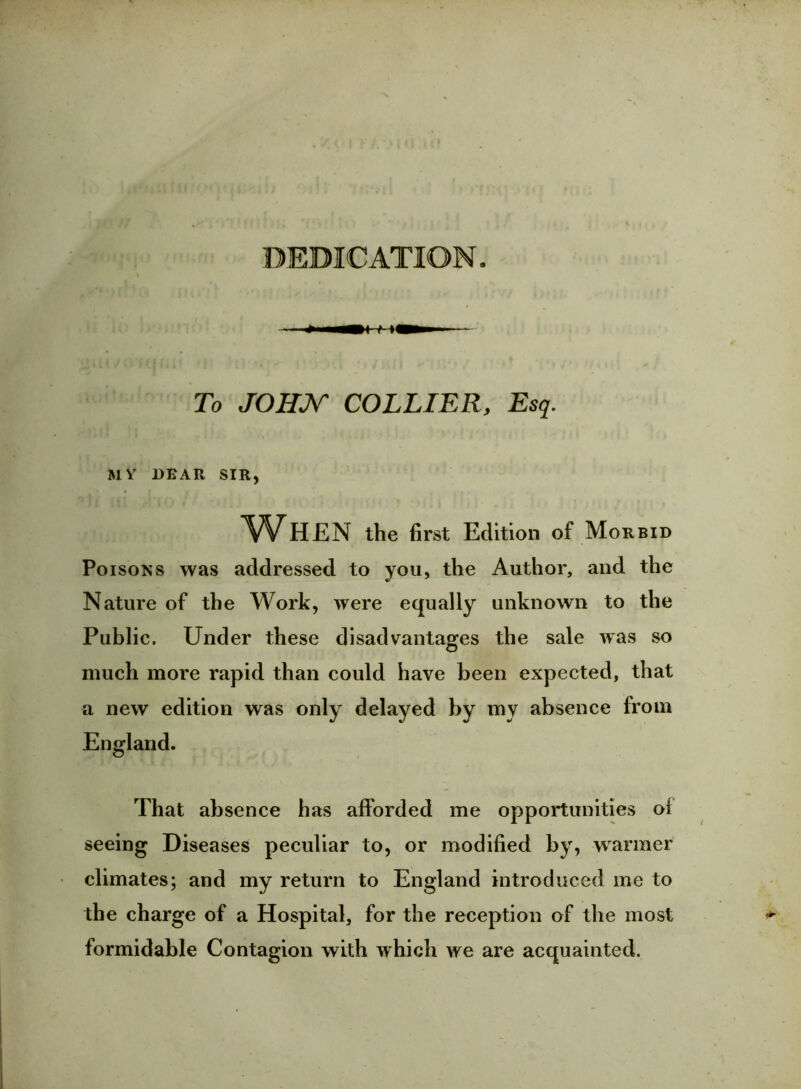 DEDICATION.
To JOHN COLLIER, Esq.
MY DEAR SIR,
WHEN the first Edition of MORBID
POISONS was addressed to you, the Author, and the
Nature of the Work, were equally unknown to the
Public. Under these disadvantages the sale was so
much more rapid than could have been expected, that
a new edition was only delayed by my absence from
England.
That absence has afforded me opportunities of
seeing Diseases peculiar to, or modified by, warmer
climates; and my return to England introduced me to
the charge of a Hospital, for the reception of the most
formidable Contagion with which we are acquainted.